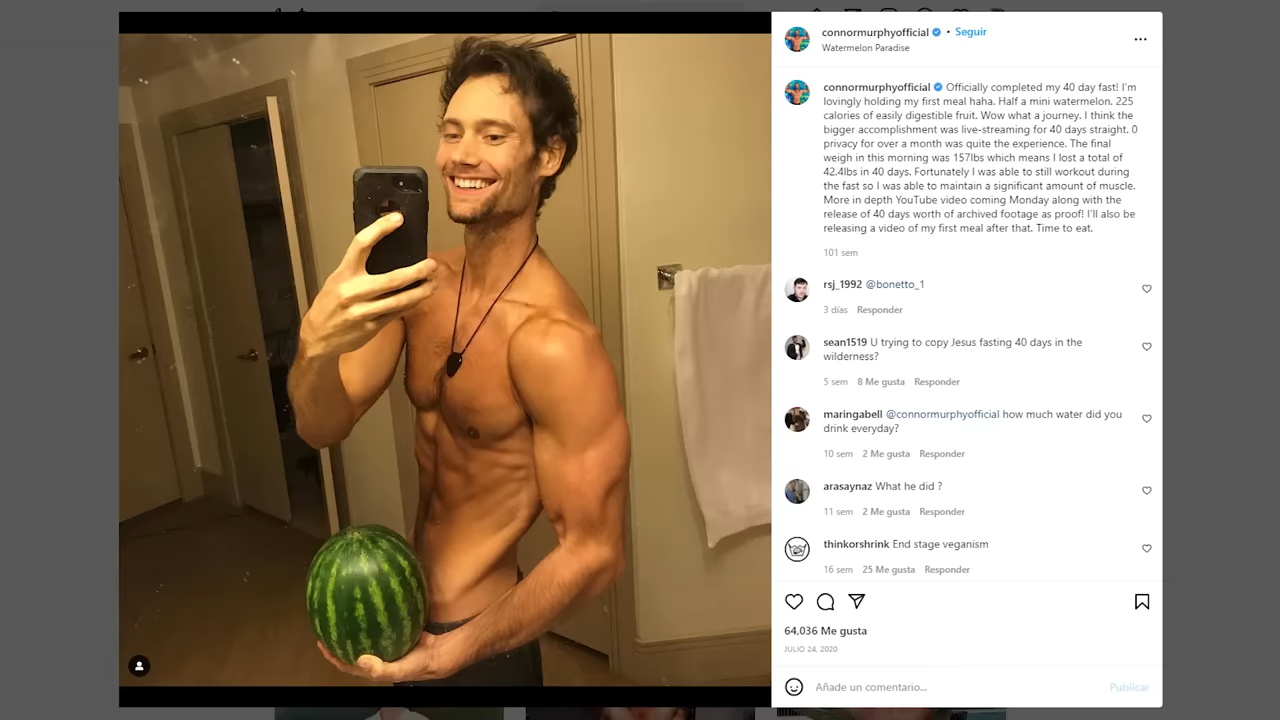 connormurphyofficial • Seguir
Watermelon Paradise
connormurphyofficial Officially completed my 40 day fast! I'm
lovingly holding my first meal haha. Half a mini watermelon. 225
calories of easily digestible fruit. Wow what a journey. I think the
bigger accomplishment was live-streaming for 40 days straight. 0
privacy for over a month was quite the experience. The final
weigh in this morning was 157lbs which means I lost a total of
42.4lbs in 40 days. Fortunately I was able to still workout during
the fast so I was able to maintain a significant amount of muscle.
More in depth YouTube video coming Monday along with the
release of 40 days worth of archived footage as proof! I'll also be
releasing a video of my first meal after that. Time to eat.
101 sem
rsj_1992 @bonetto_1
3 días Responder
sean1519 U trying to copy Jesus fasting 40 days in the
wilderness?
5 sem 8 Me gusta Responder
maringabell @connormurphyofficial how much water did you
drink everyday?
10 sem 2 Me gusta Responder
arasaynaz What he did ?
11 sem 2 Me gusta Responder
thinkorshrink End stage veganism
16 sem 25 Me gusta Responder
64,036 Me gusta
JULIO 24, 2020
Añade un comentario... Publicar